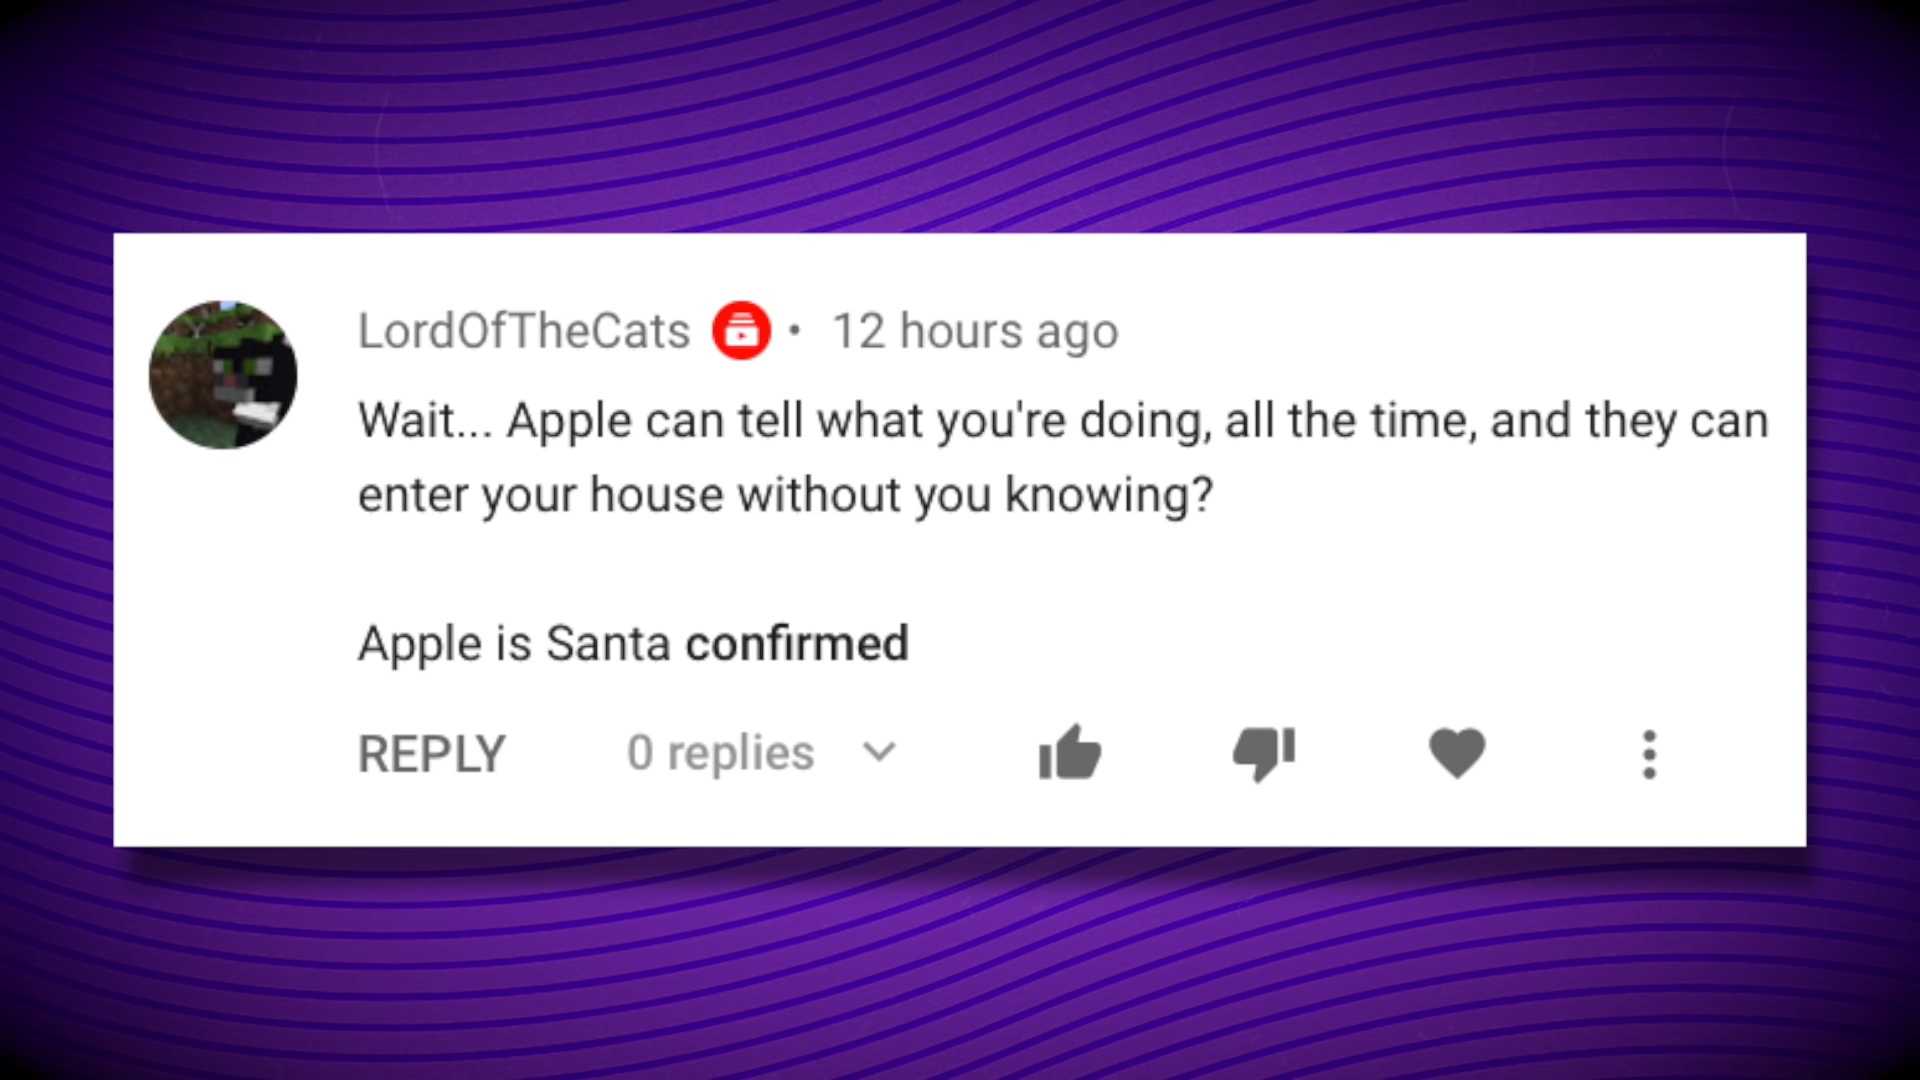 LordOfTheCats • 12 hours ago
Wait... Apple can tell what you're doing, all the time, and they can
enter your house without you knowing?
Apple is Santa confirmed
REPLY 0 replies